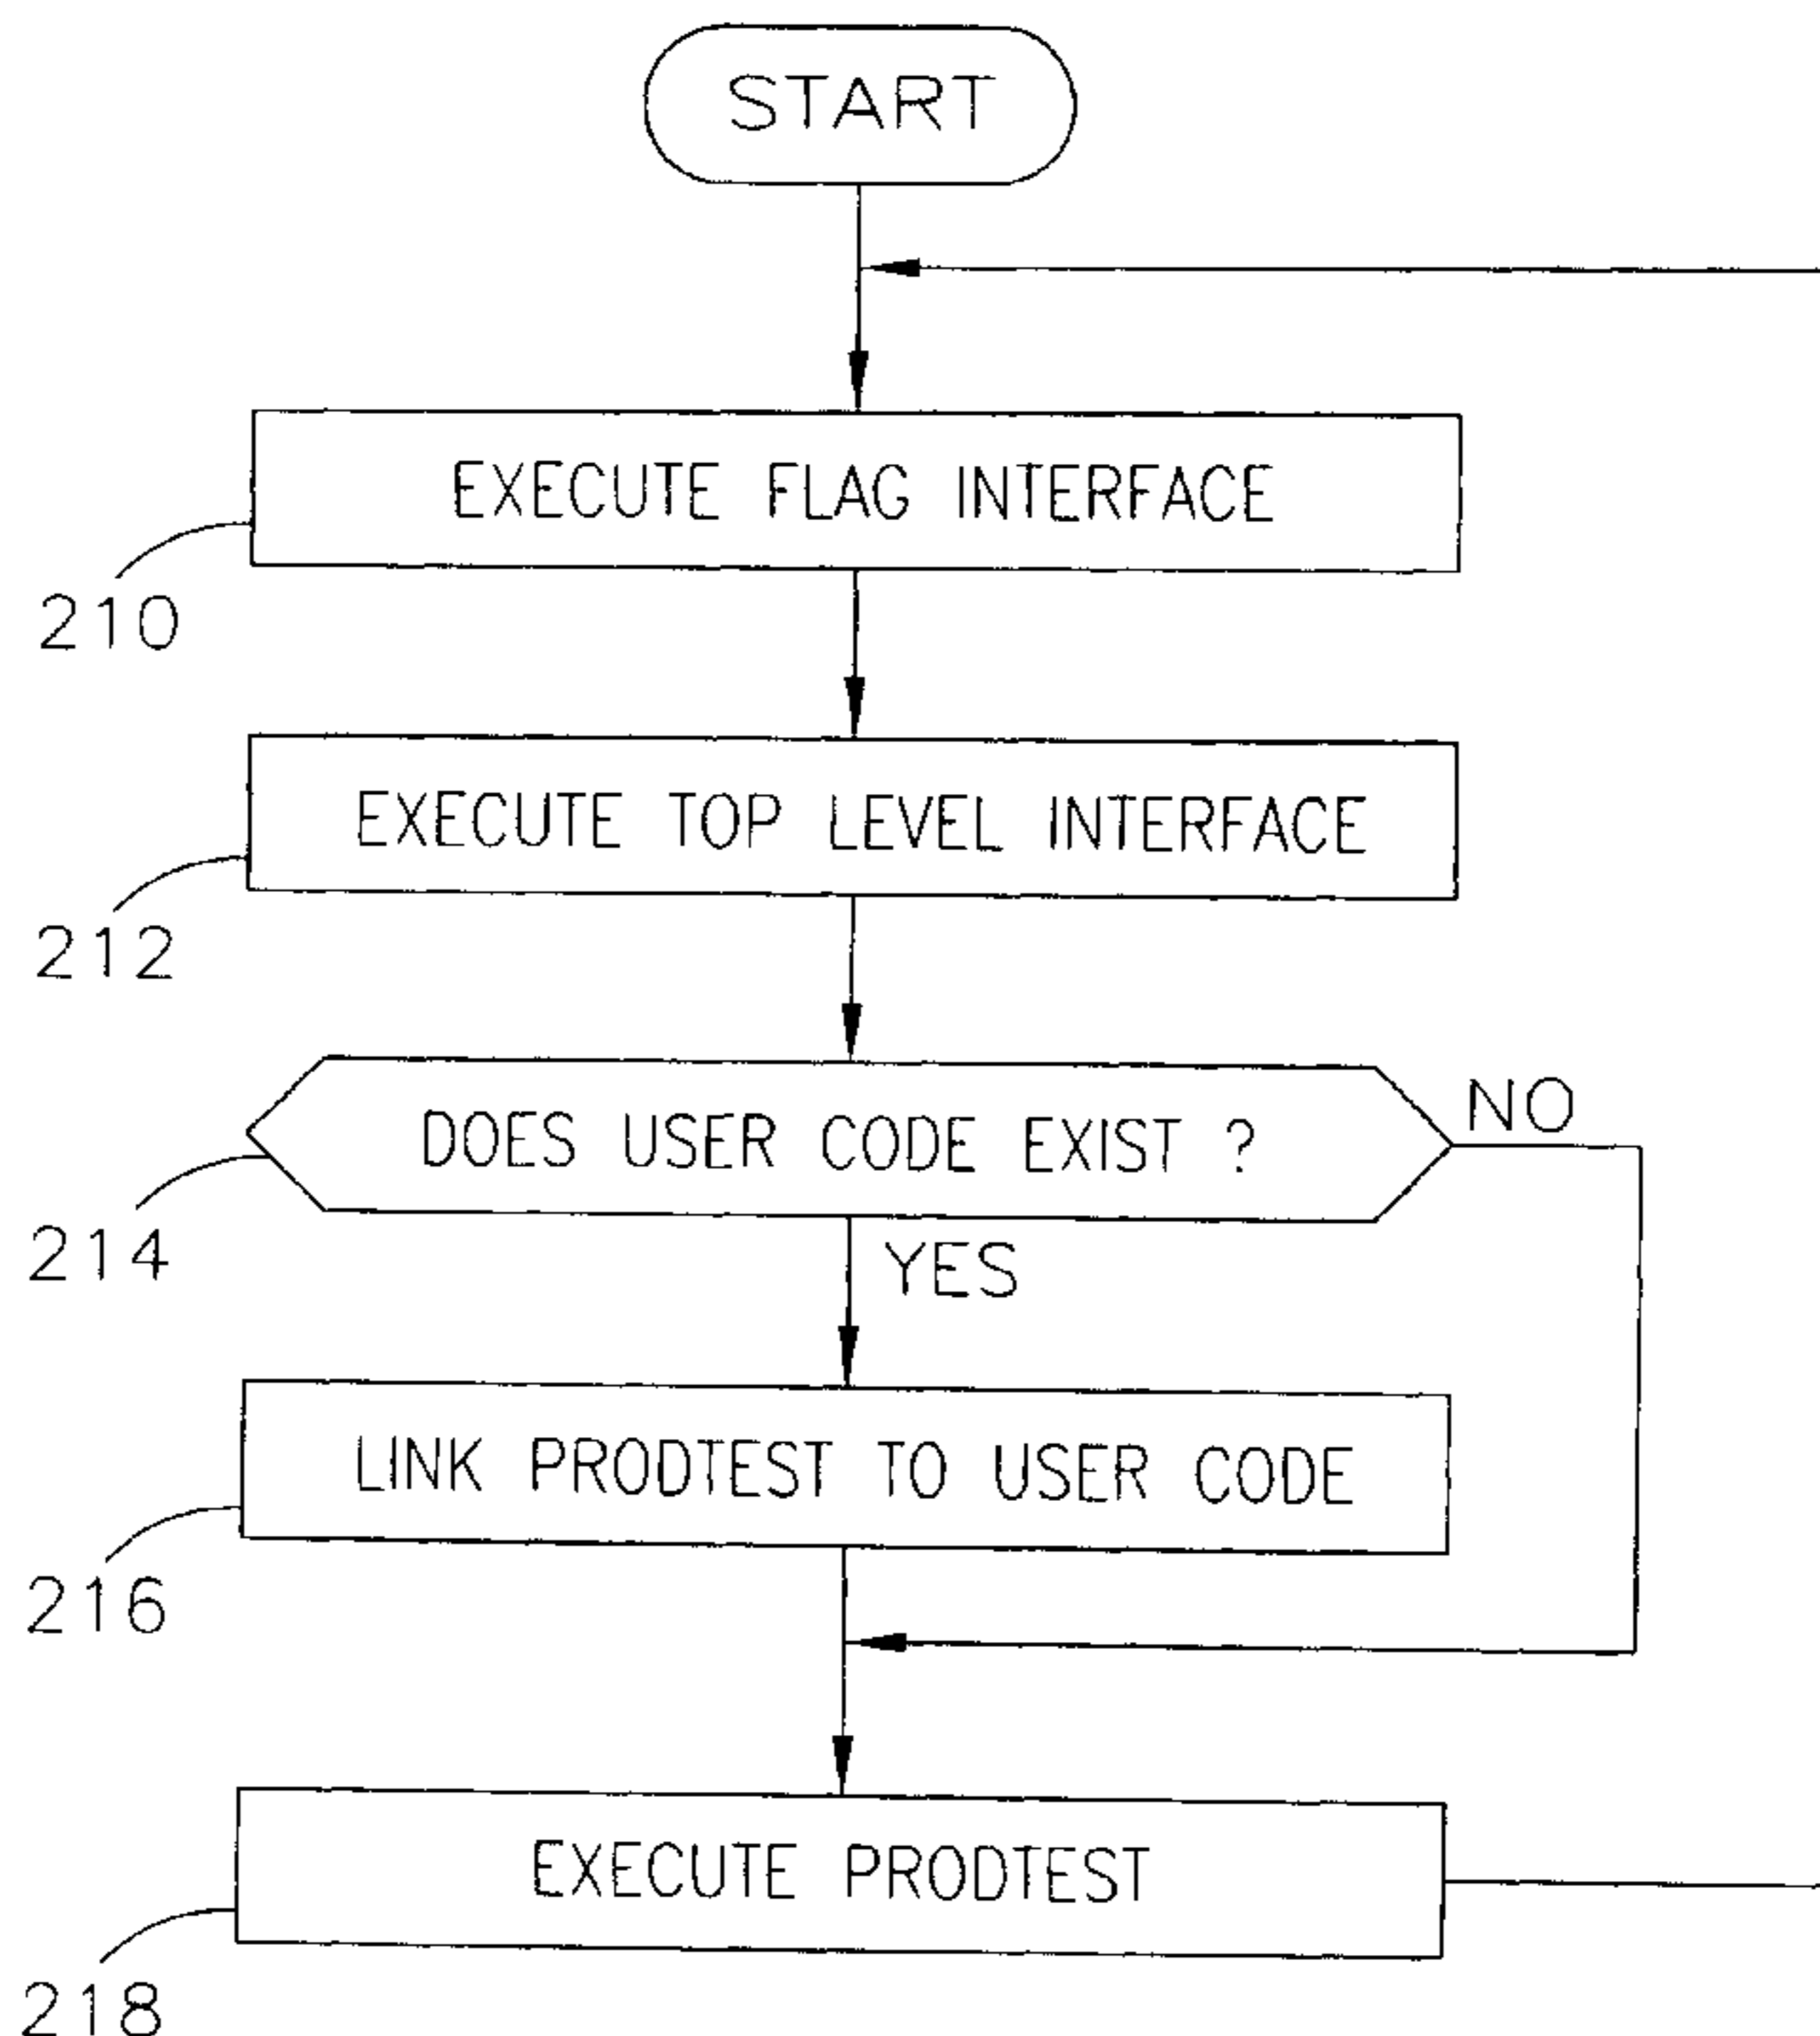 START
EXECUTE FLAG INTERFACE
210
EXECUTE TOP LEVEL INTERFACE
212
DOES USER CODE EXIST ?
NO
214
YES
LINK PRODTEST TO USER CODE
216
EXECUTE PRODTEST
218